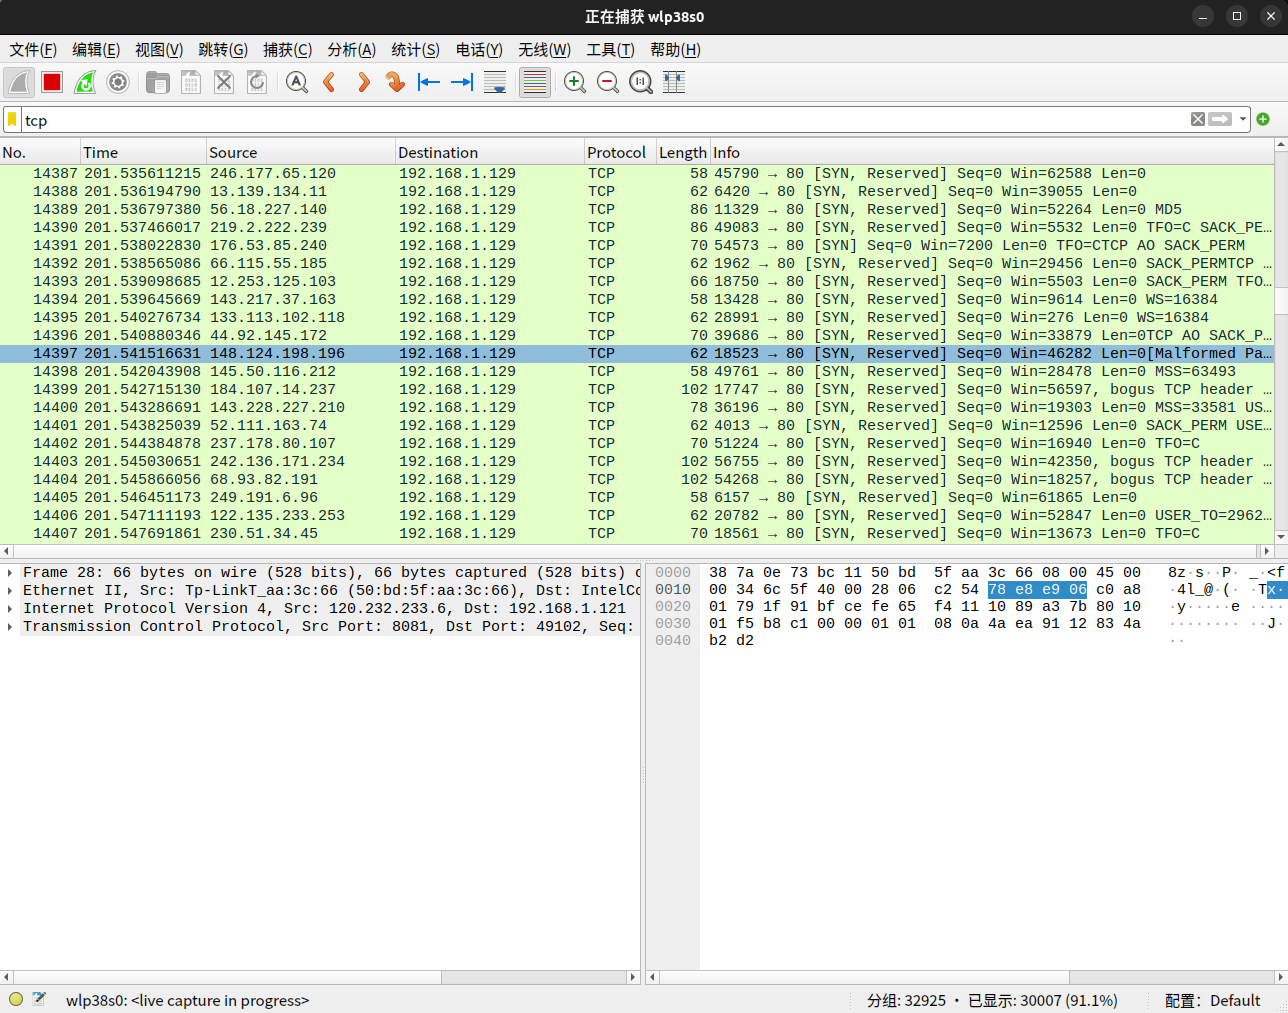 正在捕获 wlp38s0
文件(F) 编辑(E) 视图(V) 跳转(G) 捕获(C) 分析(A) 统计(S) 电话(Y) 无线(W) 工具(T) 帮助(H)
tcp
No. Time Source Destination Protocol Length Info
14387 201.535611215 246.177.65.120 192.168.1.129 TCP 58 45790 → 80 [SYN, Reserved] Seq=0 Win=62588 Len=0
14388 201.536194790 13.139.134.11 192.168.1.129 TCP 62 6420 → 80 [SYN, Reserved] Seq=0 Win=39055 Len=0
14389 201.536797380 56.18.227.140 192.168.1.129 TCP 86 11329 → 80 [SYN, Reserved] Seq=0 Win=52264 Len=0 MD5
14390 201.537466017 219.2.222.239 192.168.1.129 TCP 86 49083 → 80 [SYN, Reserved] Seq=0 Win=5532 Len=0 TFO=C SACK_PE…
14391 201.538022830 176.53.85.240 192.168.1.129 TCP 70 54573 → 80 [SYN] Seq=0 Win=7200 Len=0 TFO=CTCP AO SACK_PERM
14392 201.538565086 66.115.55.185 192.168.1.129 TCP 62 1962 → 80 [SYN, Reserved] Seq=0 Win=29456 Len=0 SACK_PERMTCP …
14393 201.539098685 12.253.125.103 192.168.1.129 TCP 66 18750 → 80 [SYN, Reserved] Seq=0 Win=5503 Len=0 SACK_PERM TFO…
14394 201.539645669 143.217.37.163 192.168.1.129 TCP 58 13428 → 80 [SYN, Reserved] Seq=0 Win=9614 Len=0 WS=16384
14395 201.540276734 133.113.102.118 192.168.1.129 TCP 62 28991 → 80 [SYN, Reserved] Seq=0 Win=276 Len=0 WS=16384
14396 201.540880346 44.92.145.172 192.168.1.129 TCP 70 39686 → 80 [SYN, Reserved] Seq=0 Win=33879 Len=0TCP AO SACK_P…
14397 201.541516631 148.124.198.196 192.168.1.129 TCP 62 18523 → 80 [SYN, Reserved] Seq=0 Win=46282 Len=0[Malformed Pa…
14398 201.542043908 145.50.116.212 192.168.1.129 TCP 58 49761 → 80 [SYN, Reserved] Seq=0 Win=28478 Len=0 MSS=63493
14399 201.542715130 184.107.14.237 192.168.1.129 TCP 102 17747 → 80 [SYN, Reserved] Seq=0 Win=56597, bogus TCP header …
14400 201.543286691 143.228.227.210 192.168.1.129 TCP 78 36196 → 80 [SYN, Reserved] Seq=0 Win=19303 Len=0 MSS=33581 US…
14401 201.543825039 52.111.163.74 192.168.1.129 TCP 62 4013 → 80 [SYN, Reserved] Seq=0 Win=12596 Len=0 SACK_PERM USE…
14402 201.544384878 237.178.80.107 192.168.1.129 TCP 70 51224 → 80 [SYN, Reserved] Seq=0 Win=16940 Len=0 TFO=C
14403 201.545030651 242.136.171.234 192.168.1.129 TCP 102 56755 → 80 [SYN, Reserved] Seq=0 Win=42350, bogus TCP header …
14404 201.545866056 68.93.82.191 192.168.1.129 TCP 102 54268 → 80 [SYN, Reserved] Seq=0 Win=18257, bogus TCP header …
14405 201.546451173 249.191.6.96 192.168.1.129 TCP 58 6157 → 80 [SYN, Reserved] Seq=0 Win=61865 Len=0
14406 201.547111193 122.135.233.253 192.168.1.129 TCP 62 20782 → 80 [SYN, Reserved] Seq=0 Win=52847 Len=0 USER_TO=2962…
14407 201.547691861 230.51.34.45 192.168.1.129 TCP 70 18561 → 80 [SYN, Reserved] Seq=0 Win=13673 Len=0 TFO=C
Frame 28: 66 bytes on wire (528 bits), 66 bytes captured (528 bits)
Ethernet II, Src: Tp-LinkT_aa:3c:66 (50:bd:5f:aa:3c:66), Dst: IntelCo
Internet Protocol Version 4, Src: 120.232.233.6, Dst: 192.168.1.121
Transmission Control Protocol, Src Port: 8081, Dst Port: 49102, Seq:
0000 38 7a 0e 73 bc 11 50 bd 5f aa 3c 66 08 00 45 00 8z·s··P· _·<f
0010 00 34 6c 5f 40 00 28 06 c2 54 78 e8 e9 06 c0 a8 ·4l_@·(· ·Tx·
0020 01 79 1f 91 bf ce fe 65 f4 11 10 89 a3 7b 80 10 ·y·····e ····
0030 01 f5 b8 c1 00 00 01 01 08 0a 4a ea 91 12 83 4a ········ ··J·
0040 b2 d2 ··
wlp38s0: <live capture in progress> 分组: 32925 · 已显示: 30007 (91.1%) 配置: Default